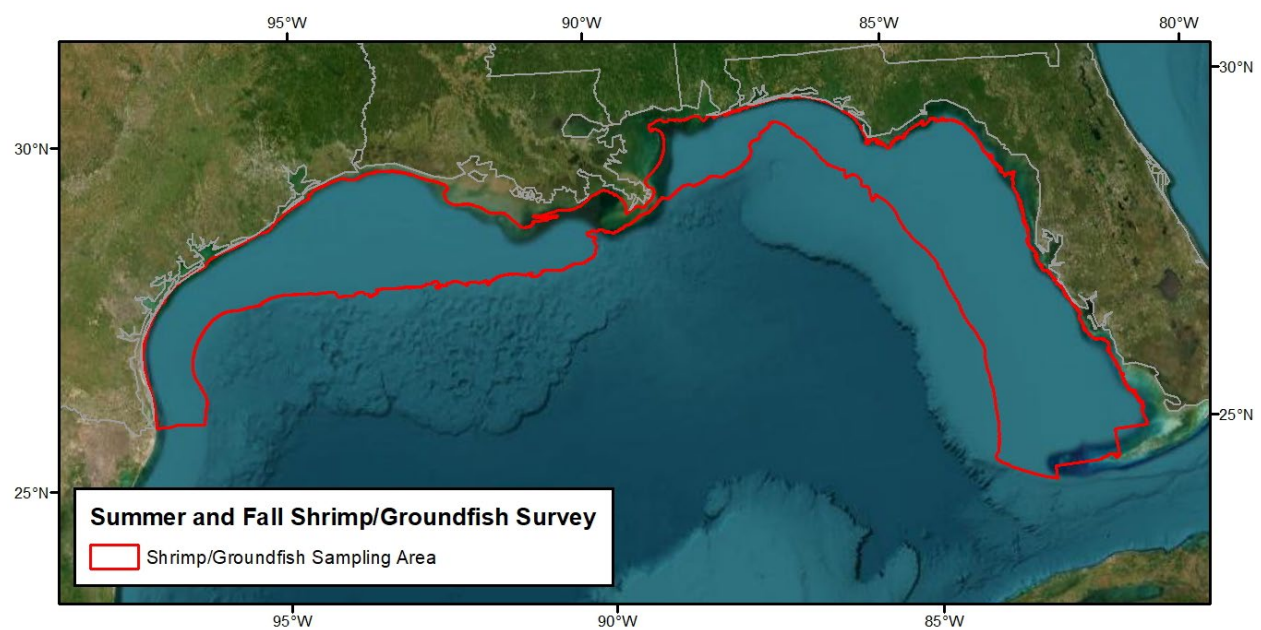 95°W 90°W 85°W 80°W
30°N
30°N
25°N
25°N
Summer and Fall Shrimp/Groundfish Survey
Shrimp/Groundfish Sampling Area
95°W 90°W 85°W